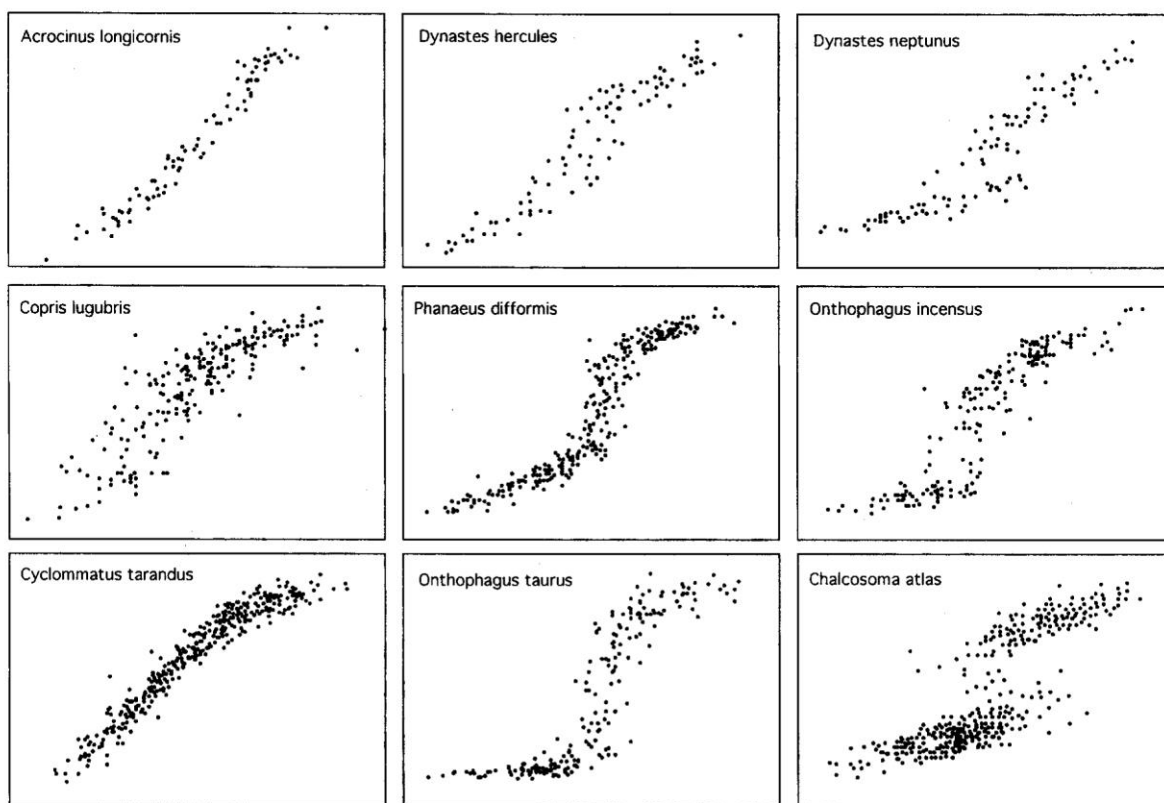 Acrocinus longicornis
Dynastes hercules
Dynastes neptunus
Copris lugubris
Phanaeus difformis
Onthophagus incensus
Cyclommatus tarandus
Onthophagus taurus
Chalcosoma atlas